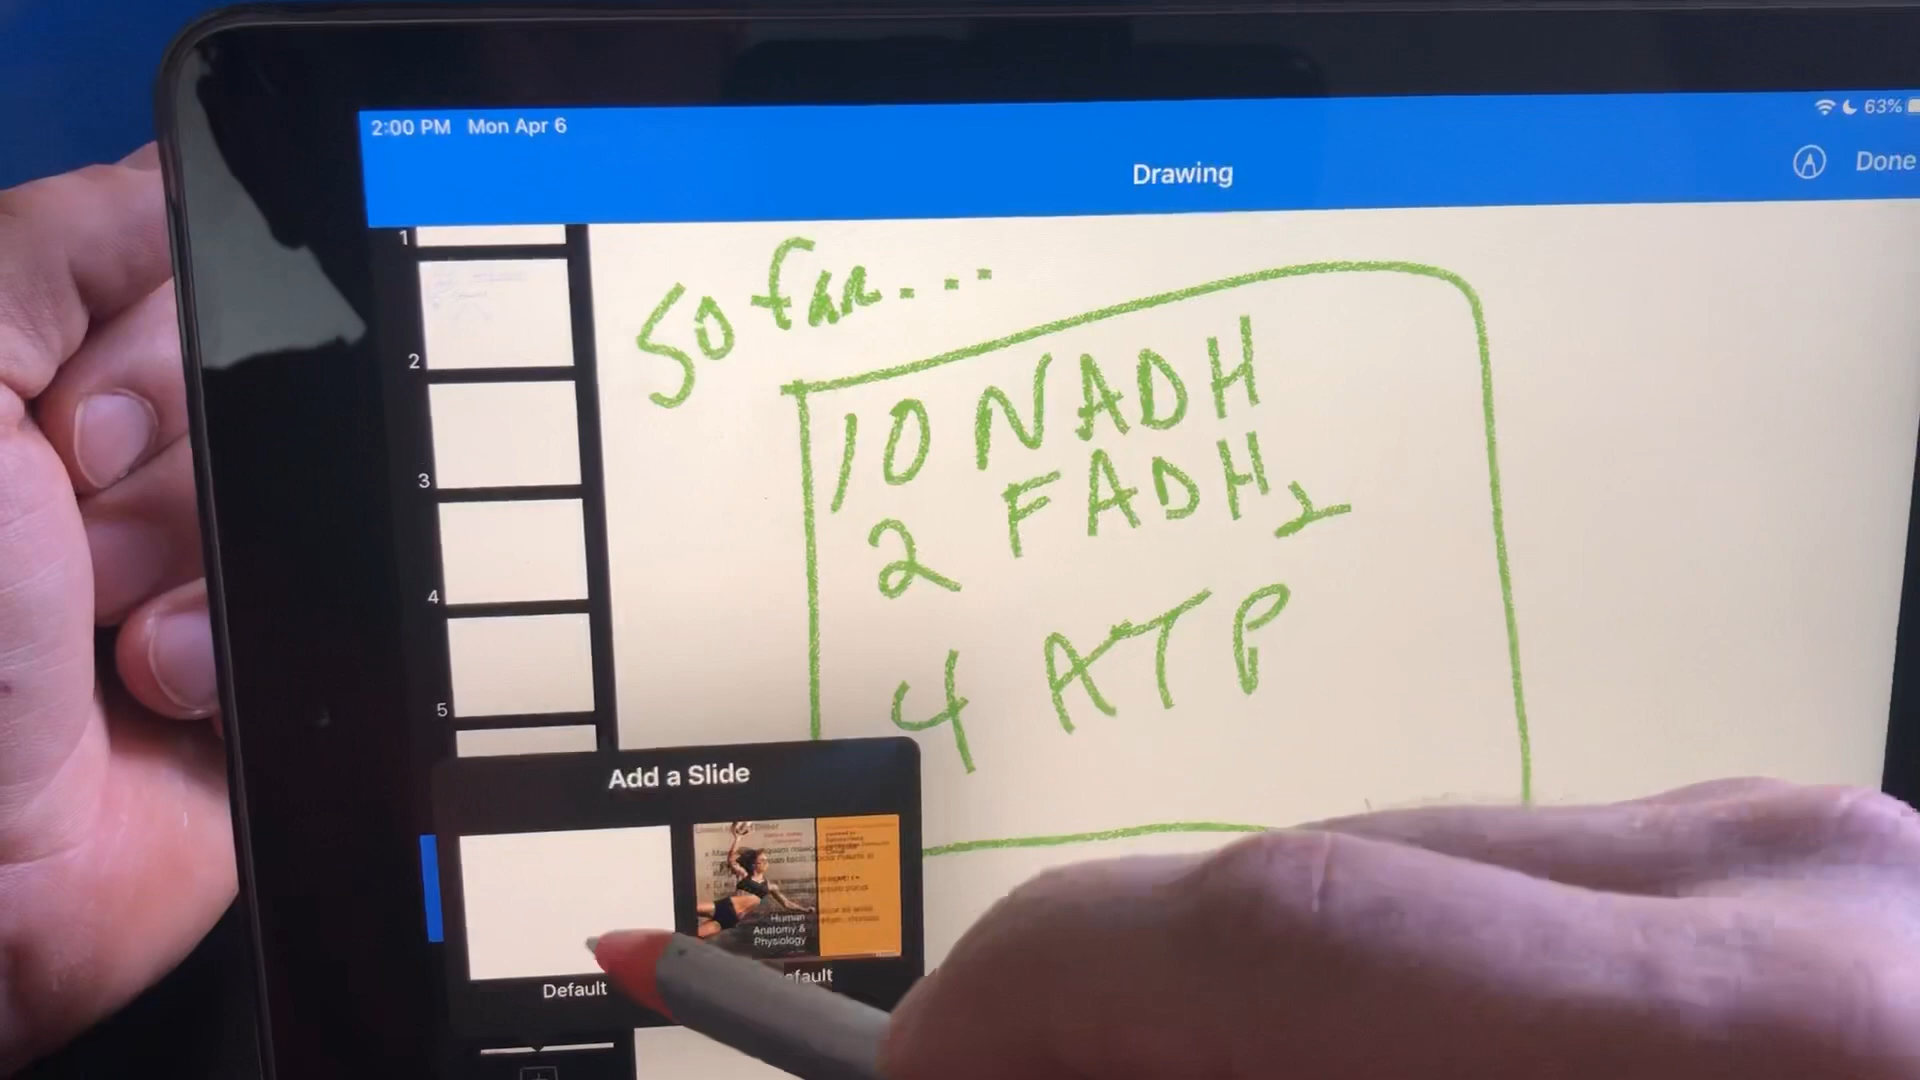 2:00 PM Mon Apr 6
63%
Drawing
Done
1
2
3
4
5
So far...
10 NADH
2 FADH2
4 ATP
Add a Slide
Human
Anatomy &
Physiology
Default